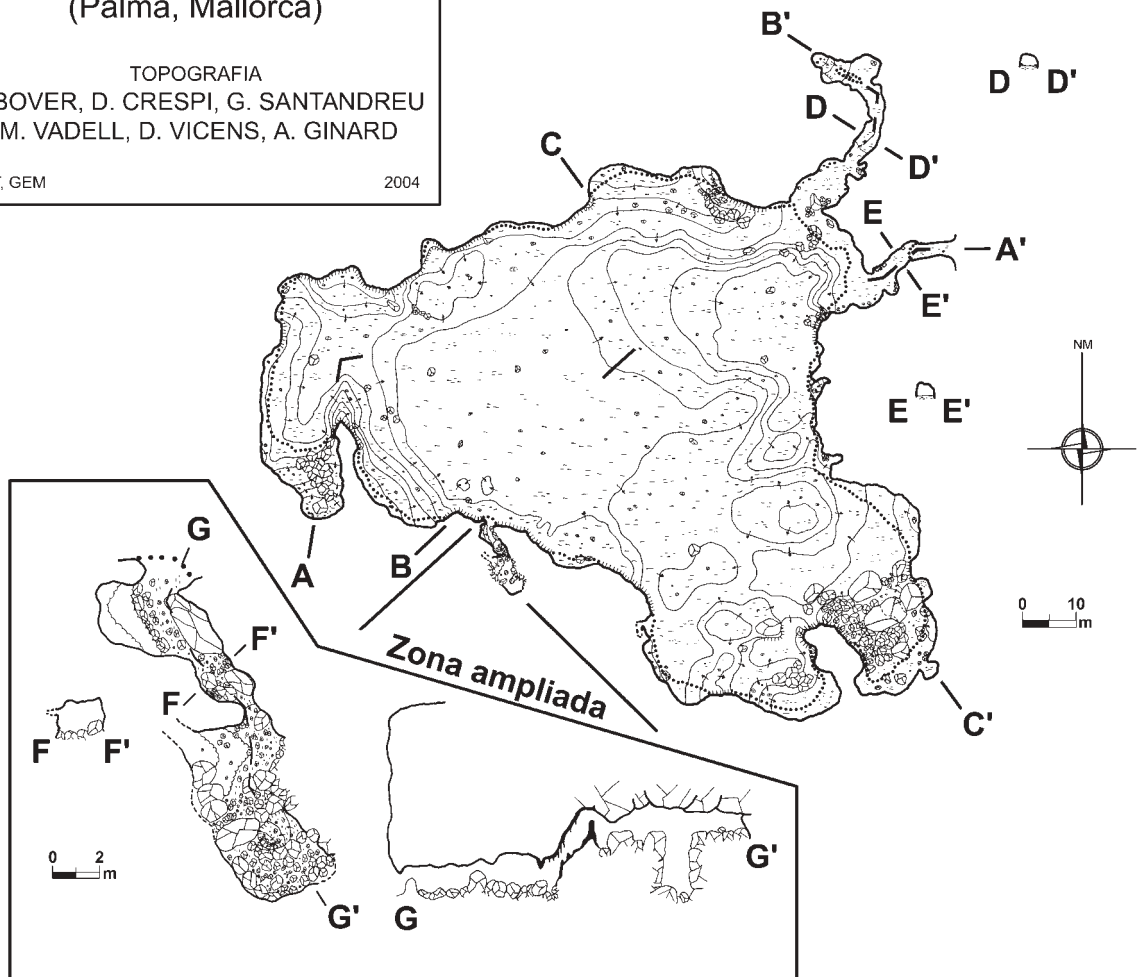 (Palma, Mallorca)
TOPOGRAFIA
BOVER, D. CRESPI, G. SANTANDREU
M. VADELL, D. VICENS, A. GINARD
, GEM 2004
B'
D D'
D
D'
C
E
A'
E'
NM
E E'
0 10
m
A
B
C'
Zona ampliada
G
F'
F
F F'
0 2
m
G'
G
G'